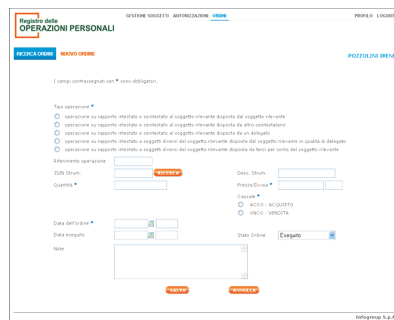 Registro delle
OPERAZIONI PERSONALI
GESTIONE SOGGETTI AUTORIZZAZIONI ORDINI
PROFILO LOGOUT
RICERCA ORDINI NUOVO ORDINE
POZZOLINI IRENE
I campi contrassegnati con * sono obbligatori.
Tipo operazione *
operazione su rapporto intestato o cointestato al soggetto rilevante disposta dal soggetto rilevante
operazione su rapporto intestato o cointestato al soggetto rilevante disposta da altro cointestatario
operazione su rapporto intestato o cointestato al soggetto rilevante disposta da un delegato
operazione su rapporto intestato a soggetti diversi dal soggetto rilevante disposta dal soggetto rilevante in qualità di delegato
operazione su rapporto intestato a soggetti diversi dal soggetto rilevante disposta da terzi per conto del soggetto rilevante
Riferimento operazione
ISIN Strum. RICERCA Desc. Strum.
Quantità * Prezzo/Divisa *
Causale *
ACCO - ACQUISTO
VNCO - VENDITA
Data dell'ordine *
Data eseguito Stato Ordine Eseguito
Note
SALVA ANNULLA
Infogroup S.p.A